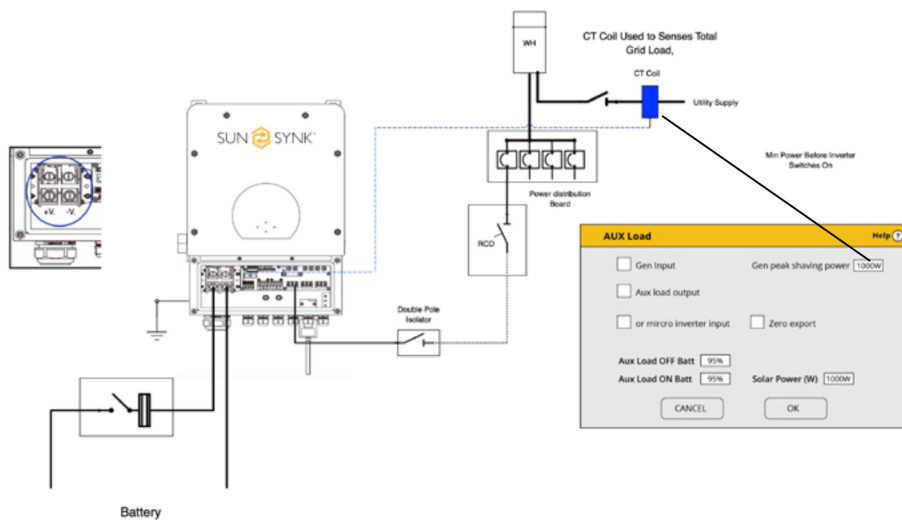 WH
CT Coil Used to Senses Total
Grid Load,
CT Coil
Utility Supply
SUN SYNK
+V.
-V.
Min Power Before Inverter
Switches On
Power distribution
Board
RCD
Double Pole
Isolator
AUX Load
Help ?
Gen Input
Gen peak shaving power 1000W
Aux load output
or mircro inverter input
Zero export
Aux Load OFF Batt 95%
Aux Load ON Batt 95%
Solar Power (W) 1000W
CANCEL
OK
Battery